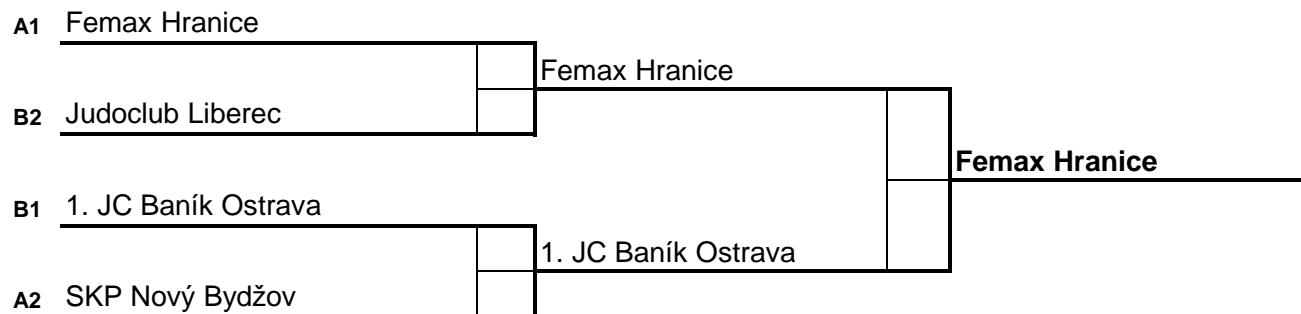 A1 Femax Hranice
Femax Hranice
B2 Judoclub Liberec
Femax Hranice
B1 1. JC Baník Ostrava
1. JC Baník Ostrava
A2 SKP Nový Bydžov